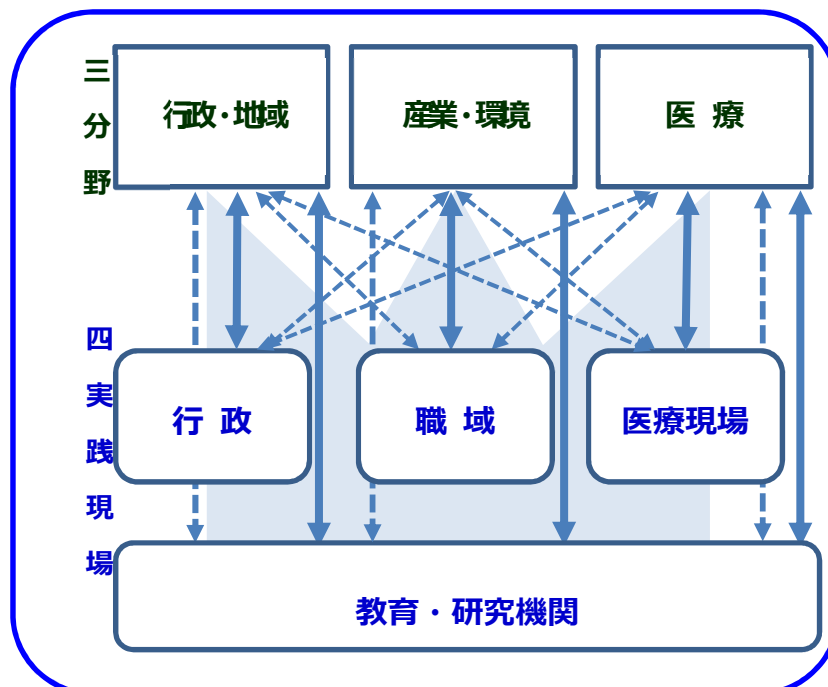 三分野
行政・地域
産業・環境
医 療
四実践現場
行 政
職 域
医療現場
教育・研究機関